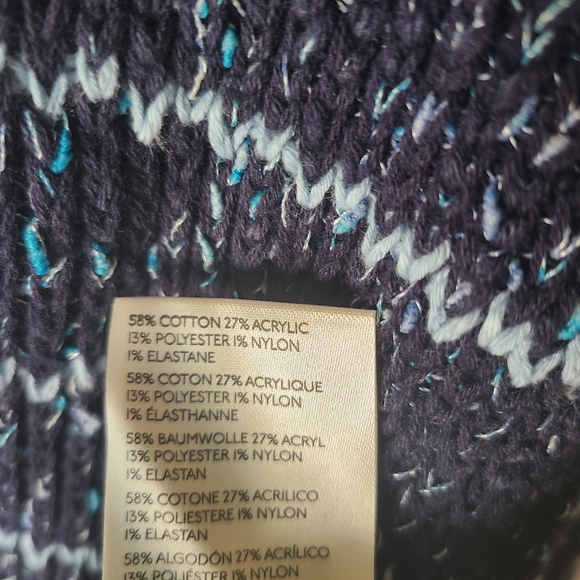 58% COTTON 27% ACRYLIC
13% POLYESTER 1% NYLON
1% ELASTANE
58% COTON 27% ACRYLIQUE
13% POLYESTER 1% NYLON
1% ÉLASTHANNE
58% BAUMWOLLE 27% ACRYL
13% POLYESTER 1% NYLON
1% ELASTAN
58% COTONE 27% ACRILICO
13% POLIESTERE 1% NYLON
1% ELASTAN
58% ALGODÓN 27% ACRÍLICO
13% POLIÉSTER 1% NYLON